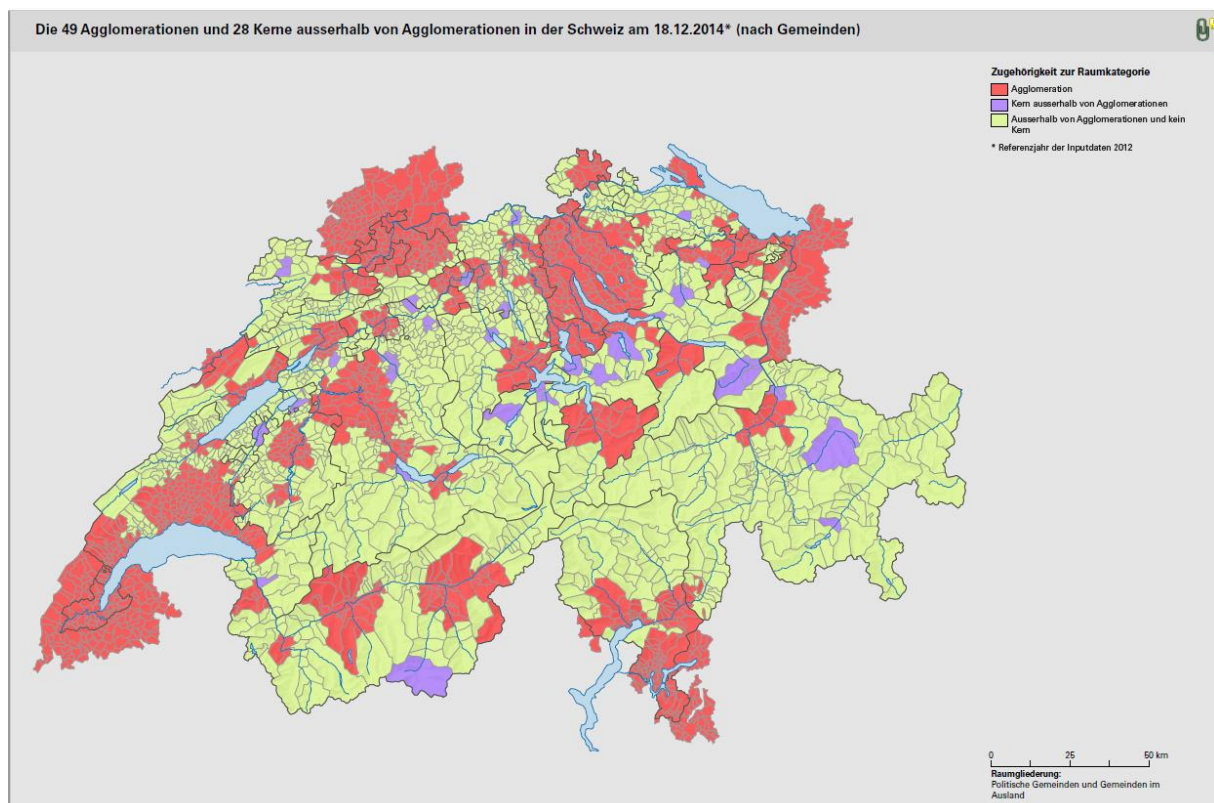 Die 49 Agglomerationen und 28 Kerne ausserhalb von Agglomerationen in der Schweiz am 18.12.2014* (nach Gemeinden)
Zugehörigkeit zur Raumkategorie
Agglomeration
Kern ausserhalb von Agglomerationen
Ausserhalb von Agglomerationen und kein
Kern
* Referenzjahr der Inputdaten 2012
0 25 50 km
Raumgliederung:
Politische Gemeinden und Gemeinden im
Ausland